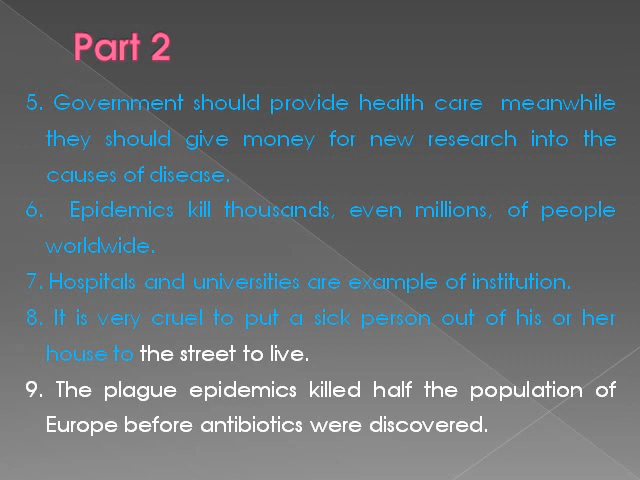 Part 2
5. Government should provide health care meanwhile
they should give money for new research into the
causes of disease.
6. Epidemics kill thousands, even millions, of people
worldwide.
7. Hospitals and universities are example of institution.
8. It is very cruel to put a sick person out of his or her
house to the street to live.
9. The plague epidemics killed half the population of
Europe before antibiotics were discovered.